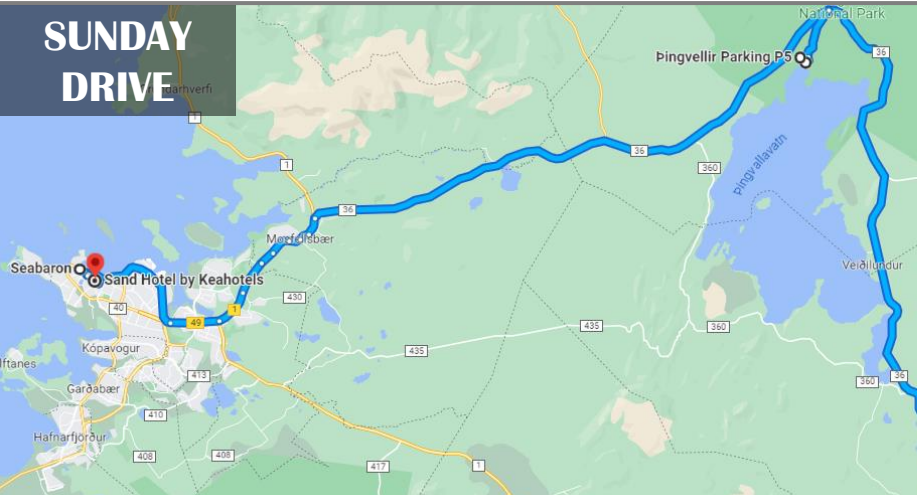 SUNDAY
DRIVE
National Park
Þingvellir Parking P5
36
1
1
36
360
Þingvallavatn
36
Mosfellsbær
Seabaron
Sand Hotel by Keahotels
Veiðilundur
430
40
1
49
435
360
Kópavogur
435
413
36
360
Garðabær
410
Hafnarfjörður
408
408
417
1